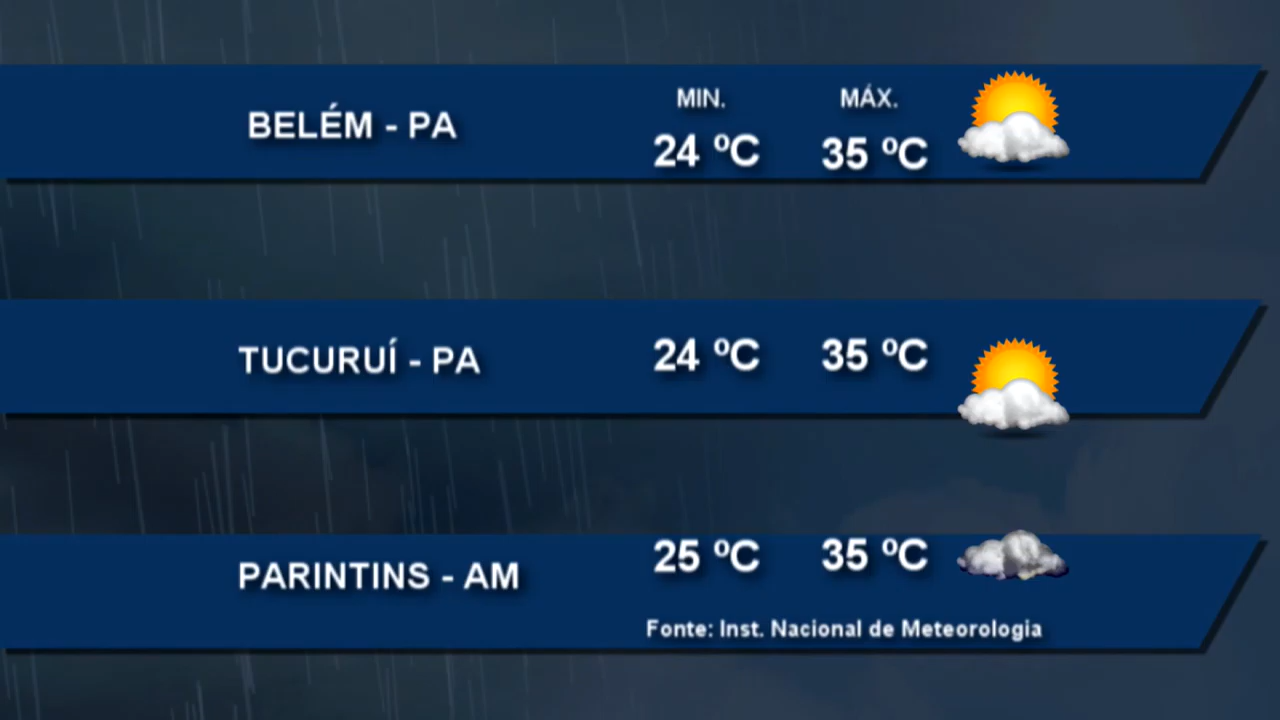 MIN. MÁX.
BELÉM - PA 24 ºC 35 ºC
TUCURUÍ - PA 24 ºC 35 ºC
PARINTINS - AM 25 ºC 35 ºC
Fonte: Inst. Nacional de Meteorologia